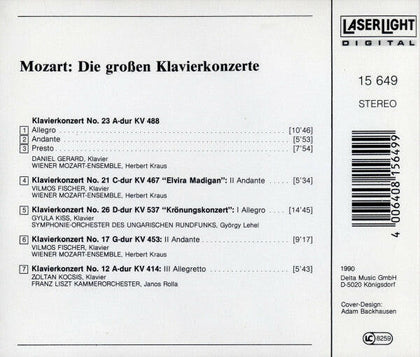 LASERLIGHT
DIGITAL
Mozart: Die großen Klavierkonzerte
15 649
STEREO
Klavierkonzert No. 23 A-dur KV 488
1 Allegro [10'46]
2 Andante [5'53]
3 Presto [7'54]
DANIEL GERARD, Klavier
WIENER MOZART-ENSEMBLE, Herbert Kraus
4 Klavierkonzert No. 21 C-dur KV 467 "Elvira Madigan": II Andante [5'34]
VILMOS FISCHER, Klavier
WIENER MOZART-ENSEMBLE, Herbert Kraus
5 Klavierkonzert No. 26 D-dur KV 537 "Krönungskonzert": I Allegro [14'45]
GYULA KISS, Klavier
SYMPHONIE-ORCHESTER DES UNGARISCHEN RUNDFUNKS, György Lehel
6 Klavierkonzert No. 17 G-dur KV 453: II Andante [9'17]
VILMOS FISCHER, Klavier
WIENER MOZART-ENSEMBLE, Herbert Kraus
7 Klavierkonzert No. 12 A-dur KV 414: III Allegretto [5'43]
ZOLTAN KOCSIS, Klavier
FRANZ LISZT KAMMERORCHESTER, Janos Rolla
4 006408 156499
1990
Delta Music GmbH
D-5020 Königsdorf
Cover-Design:
Adam Backhausen
LC 8259